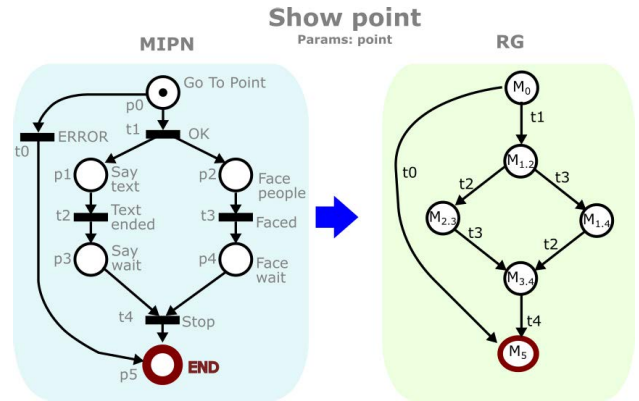 Show point
Params: point
MIPN
RG
Go To Point
p0
t1
OK
t0
ERROR
p1
Say
text
p2
Face
people
t2
Text
ended
t3
Faced
p3
Say
wait
p4
Face
wait
t4
Stop
p5
END
M0
t1
t0
M1.2
t2
t3
M2.3
M1.4
t3
t2
M3.4
t4
M5